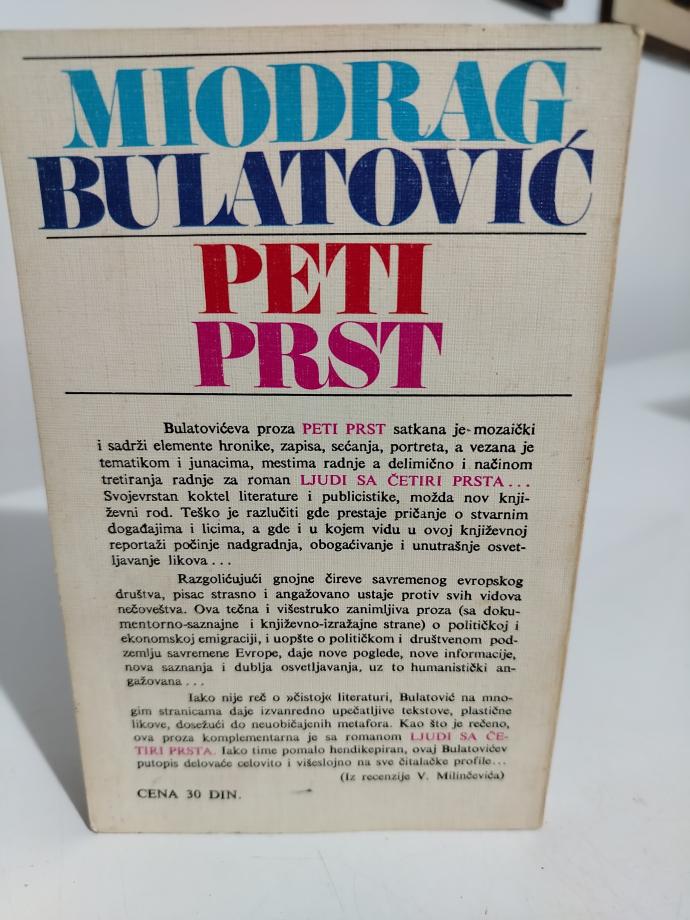 MIODRAG
BULATOVIĆ
PETI
PRST
Bulatovićeva proza PETI PRST satkana je mozaički
i sadrži elemente hronike, zapisa, sećanja, portreta, a vezana je
tematikom i junacima, mestima radnje a delimično i načinom
tretiranja radnje za roman LJUDI SA ČETIRI PRSTA...
Svojevrstan koktel literature i publicistike, možda nov knji-
ževni rod. Teško je razlučiti gde prestaje pričanje o stvarnim
događajima i licima, a gde i u kojem vidu u ovoj književnoj
reportaži počinje nadgradnja, obogaćivanje i unutrašnje osvet-
ljavanje likova...
Razgolićujući gnojne čireve savremenog evropskog
društva, pisac strasno i angažovano ustaje protiv svih vidova
nečoveštva. Ova tečna i višestruko zanimljiva proza (sa doku-
mentorno-saznajne i književno-izražajne strane) o političkoj i
ekonomskoj emigraciji, i uopšte o političkom i društvenom pod-
zemlju savremene Evrope, daje nove poglede, nove informacije,
nova saznanja i dublja osvetljavanja, uz to humanistički an-
gažovana...
Iako nije reč o »čistoj« literaturi, Bulatović na mno-
gim stranicama daje izvanredno upečatljive tekstove, plastične
likove, dosežući do neuobičajenih metafora. Kao što je rečeno,
ova proza komplementarna je sa romanom LJUDI SA ČE-
TIRI PRSTA. Iako time pomalo hendikepiran, ovaj Bulatovićev
putopis delovaće celovito i višeslojno na sve čitalačke profile...
(Iz recenzije V. Milinčevića)
CENA 30 DIN.